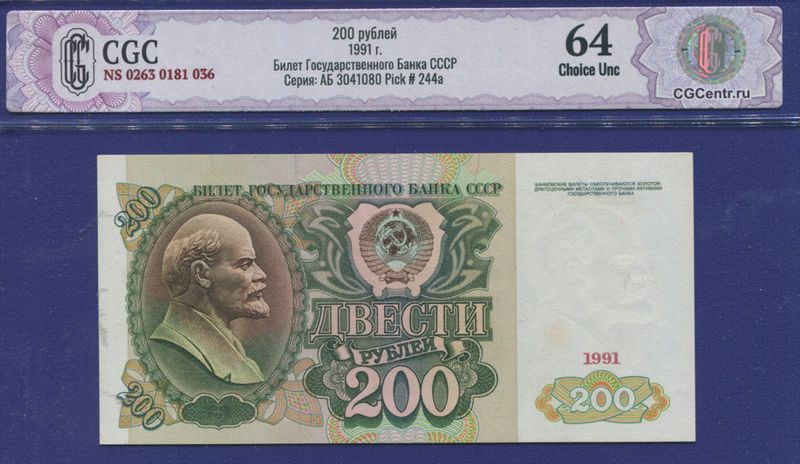 CGC
NS 0263 0181 036
200 рублей
1991 г.
Билет Государственного Банка СССР
Серия: АБ 3041080 Pick # 244a
64
Choice Unc
CGCentr.ru
200
БИЛЕТ ГОСУДАРСТВЕННОГО БАНКА СССР
БАНКОВСКИЕ БИЛЕТЫ ОБЕСПЕЧИВАЮТСЯ ЗОЛОТОМ,
ДРАГОЦЕННЫМИ МЕТАЛЛАМИ И ПРОЧИМИ АКТИВАМИ
ГОСУДАРСТВЕННОГО БАНКА
ДВЕСТИ
РУБЛЕЙ
200
200
1991
200